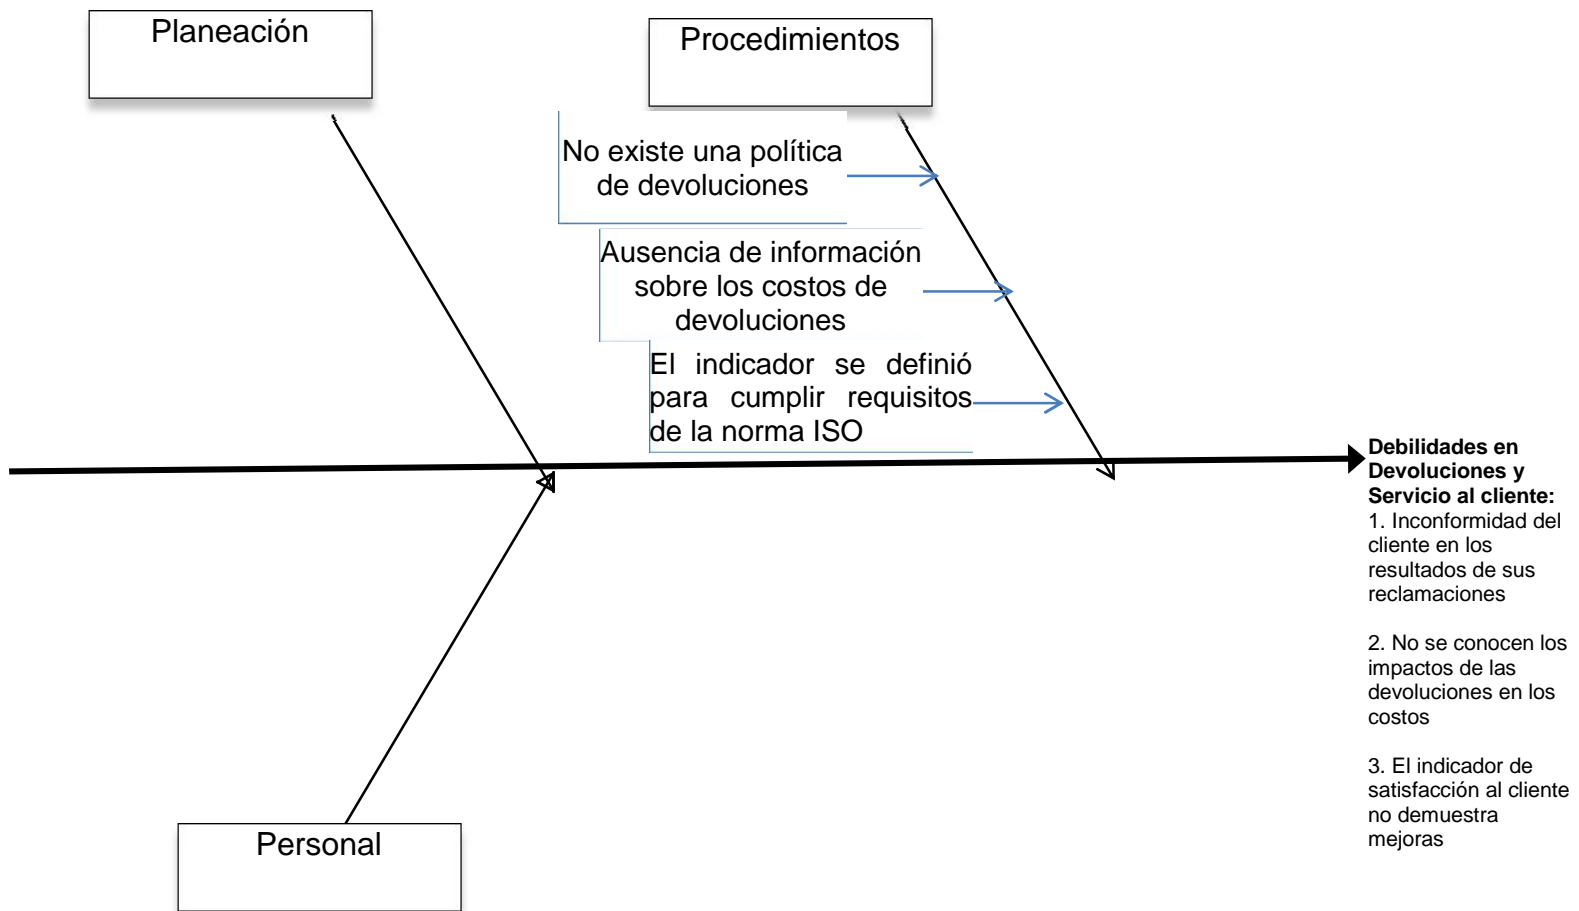 Planeación
Procedimientos
No existe una política
de devoluciones
Ausencia de información
sobre los costos de
devoluciones
El indicador se definió
para cumplir requisitos
de la norma ISO
Debilidades en
Devoluciones y
Servicio al cliente:
1. Inconformidad del
cliente en los
resultados de sus
reclamaciones
2. No se conocen los
impactos de las
devoluciones en los
costos
3. El indicador de
satisfacción al cliente
no demuestra
mejoras
Personal